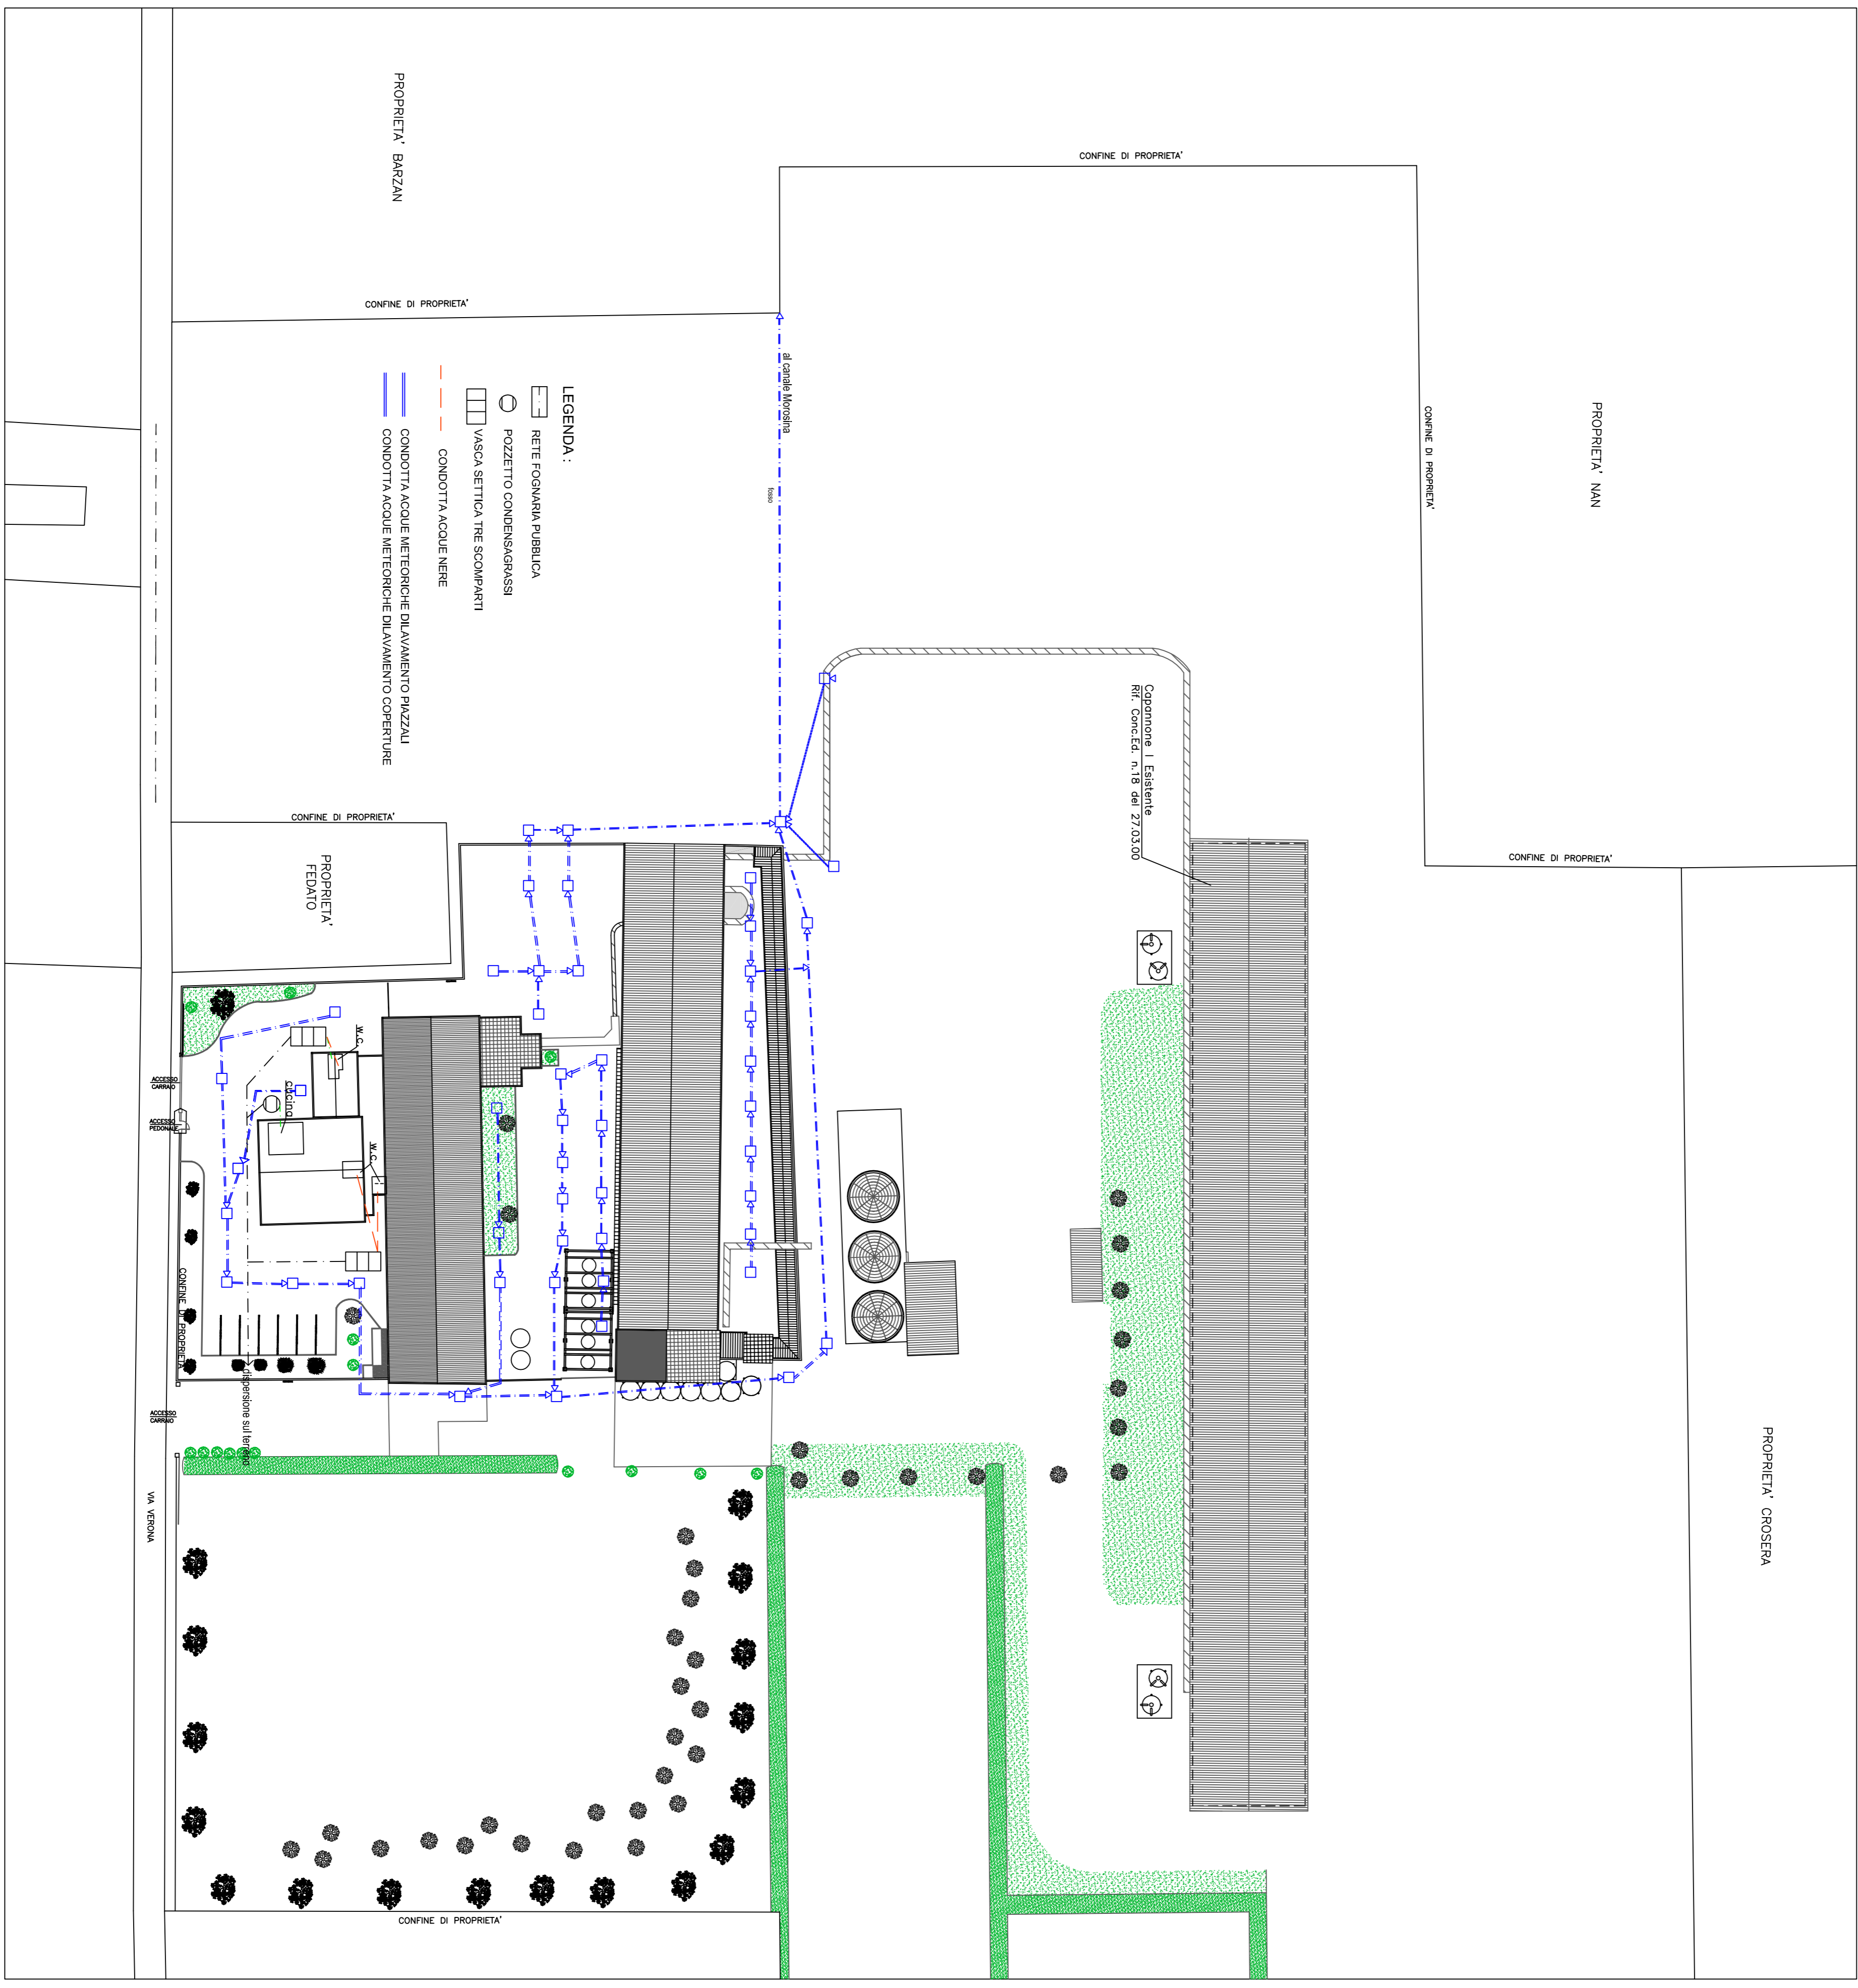 PROPRIETA' BARZAN
CONFINE DI PROPRIETA'
CONFINE DI PROPRIETA'
PROPRIETA' NAN
CONFINE DI PROPRIETA'
CONFINE DI PROPRIETA'
al canale Morosina
fosso
LEGENDA :
RETE FOGNARIA PUBBLICA
POZZETTO CONDENSAGRASSI
VASCA SETTICA TRE SCOMPARTI
CONDOTTA ACQUE NERE
CONDOTTA ACQUE METEORICHE DILAVAMENTO PIAZZALI
CONDOTTA ACQUE METEORICHE DILAVAMENTO COPERTURE
Capannone I Esistente
Rif. Conc.Ed. n.18 del 27.03.00
CONFINE DI PROPRIETA'
PROPRIETA'
FEDATO
W.C.
cucina
W.C.
ACCESSO
CARRAIO
ACCESSO
PEDONALE
CONFINE DI PROPRIETA'
dispersione sul terreno
ACCESSO
CARRAIO
VIA VERONA
PROPRIETA' CROSERA
CONFINE DI PROPRIETA'